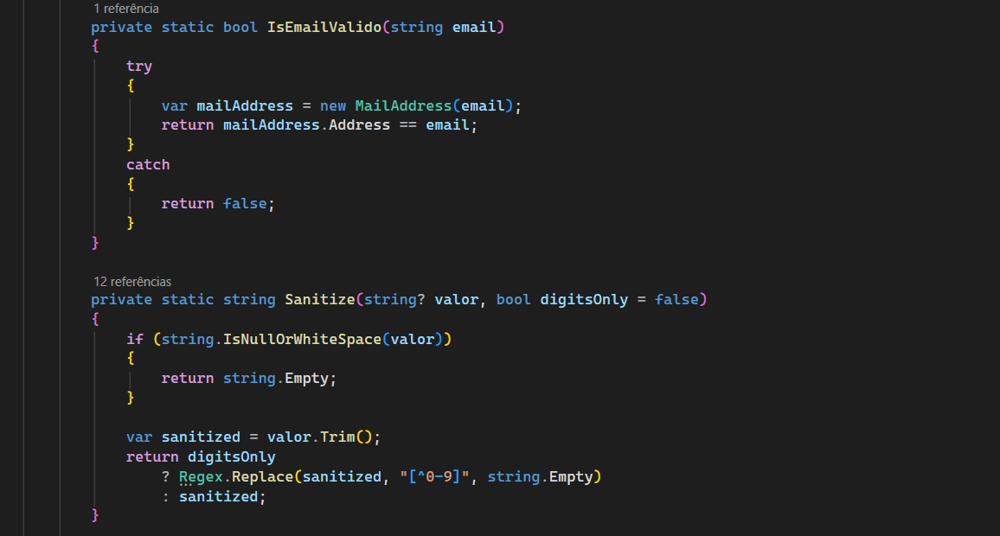 1 referência
private static bool IsEmailValido(string email)
{
    try
    {
        var mailAddress = new MailAddress(email);
        return mailAddress.Address == email;
    }
    catch
    {
        return false;
    }
}
12 referências
private static string Sanitize(string? valor, bool digitsOnly = false)
{
    if (string.IsNullOrWhiteSpace(valor))
    {
        return string.Empty;
    }
    var sanitized = valor.Trim();
    return digitsOnly
        ? Regex.Replace(sanitized, "[^0-9]", string.Empty)
        : sanitized;
}